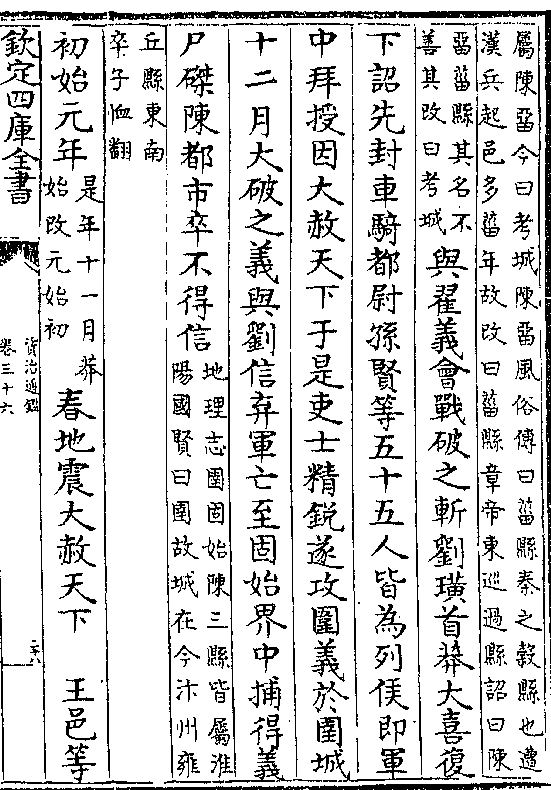 屬陳畱今曰考城陳畱風俗傳曰菑縣秦之穀縣也遭
漢兵起邑多菑年故改曰菑縣章帝東巡過縣詔曰陳
畱菑縣其名不
善其改曰考城
與翟義會戰破之斬劉璜首莽大喜復
下詔先封車騎都尉孫賢等五十五人皆為列侯即軍
中拜授因大赦天下于是吏士精銳遂攻圍義於圉城
十二月大破之義與劉信弃軍亡至固始界中捕得義
尸磔陳都市卒不得信
地理志圉固始陳三縣皆屬淮
陽國賢曰圉故城在今汴州雍
丘縣東南
卒子恤翻
初始元年
是年十一月莽
始改元始初
春地震大赦天下
王邑等
欽定四庫全書
資治通鑑
卷三十六